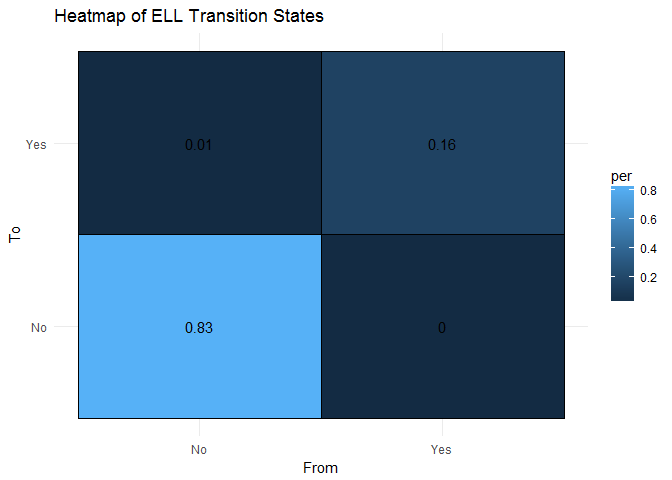 Heatmap of ELL Transition States
Yes
0.01
0.16
To
No
0.83
0
No
Yes
From
per
0.8
0.6
0.4
0.2